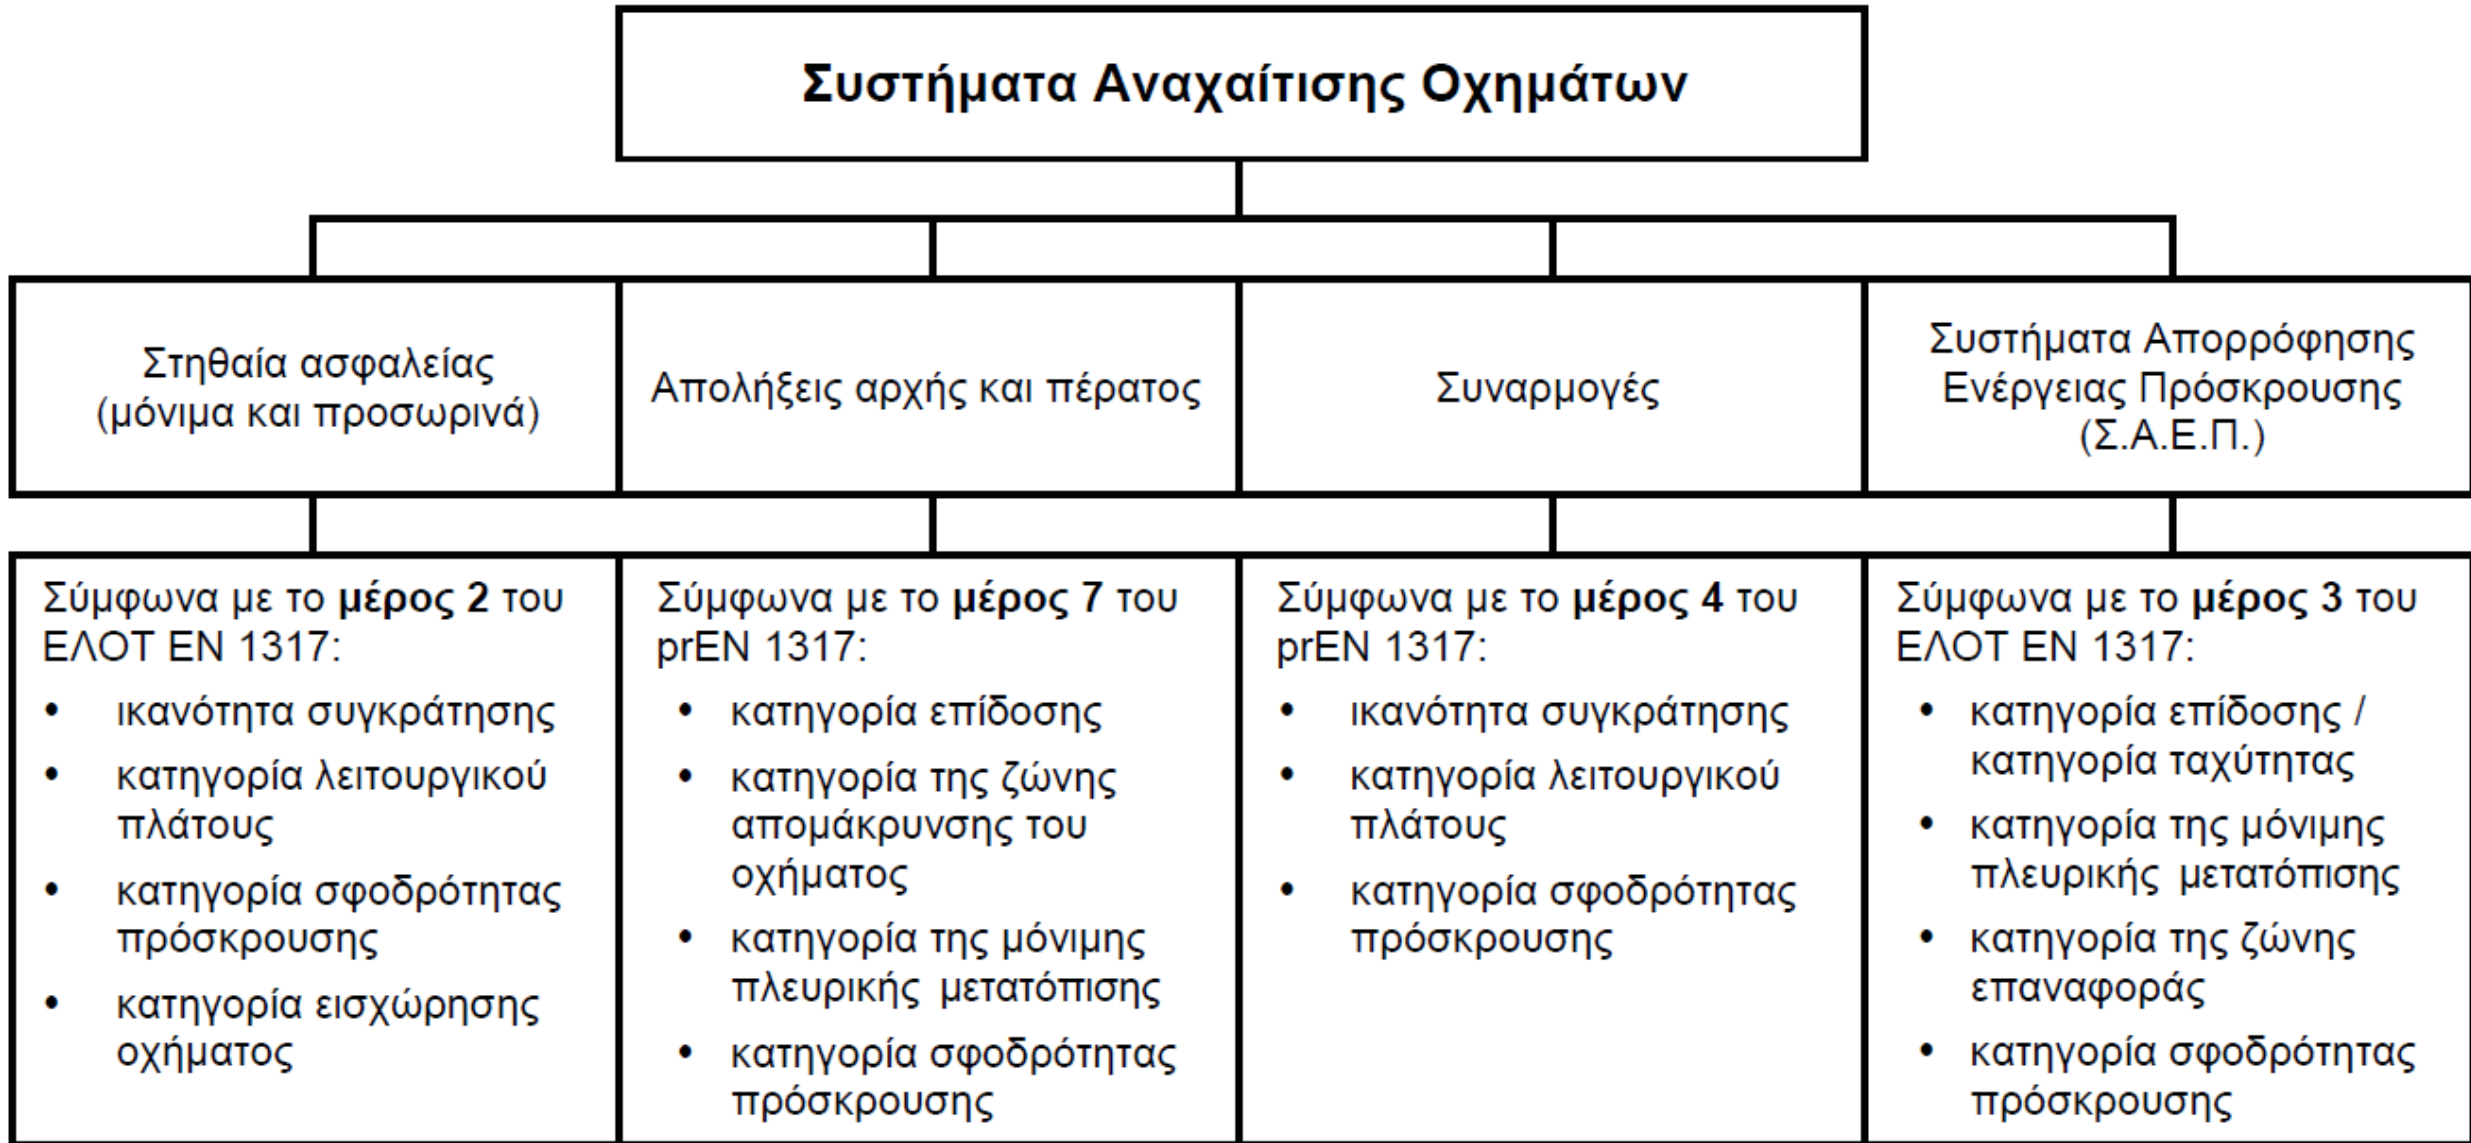 Συστήματα Αναχαίτισης Οχημάτων
Στηθαία ασφαλείας
(μόνιμα και προσωρινά)
Απολήξεις αρχής και πέρατος
Συναρμογές
Συστήματα Απορρόφησης
Ενέργειας Πρόσκρουσης
(Σ.Α.Ε.Π.)
Σύμφωνα με το μέρος 2 του
ΕΛΟΤ ΕΝ 1317:
• ικανότητα συγκράτησης
• κατηγορία λειτουργικού
πλάτους
• κατηγορία σφοδρότητας
πρόσκρουσης
• κατηγορία εισχώρησης
οχήματος
Σύμφωνα με το μέρος 7 του
prEN 1317:
• κατηγορία επίδοσης
• κατηγορία της ζώνης
απομάκρυνσης του
οχήματος
• κατηγορία της μόνιμης
πλευρικής μετατόπισης
• κατηγορία σφοδρότητας
πρόσκρουσης
Σύμφωνα με το μέρος 4 του
prEN 1317:
• ικανότητα συγκράτησης
• κατηγορία λειτουργικού
πλάτους
• κατηγορία σφοδρότητας
πρόσκρουσης
Σύμφωνα με το μέρος 3 του
ΕΛΟΤ ΕΝ 1317:
• κατηγορία επίδοσης /
κατηγορία ταχύτητας
• κατηγορία της μόνιμης
πλευρικής μετατόπισης
• κατηγορία της ζώνης
επαναφοράς
• κατηγορία σφοδρότητας
πρόσκρουσης